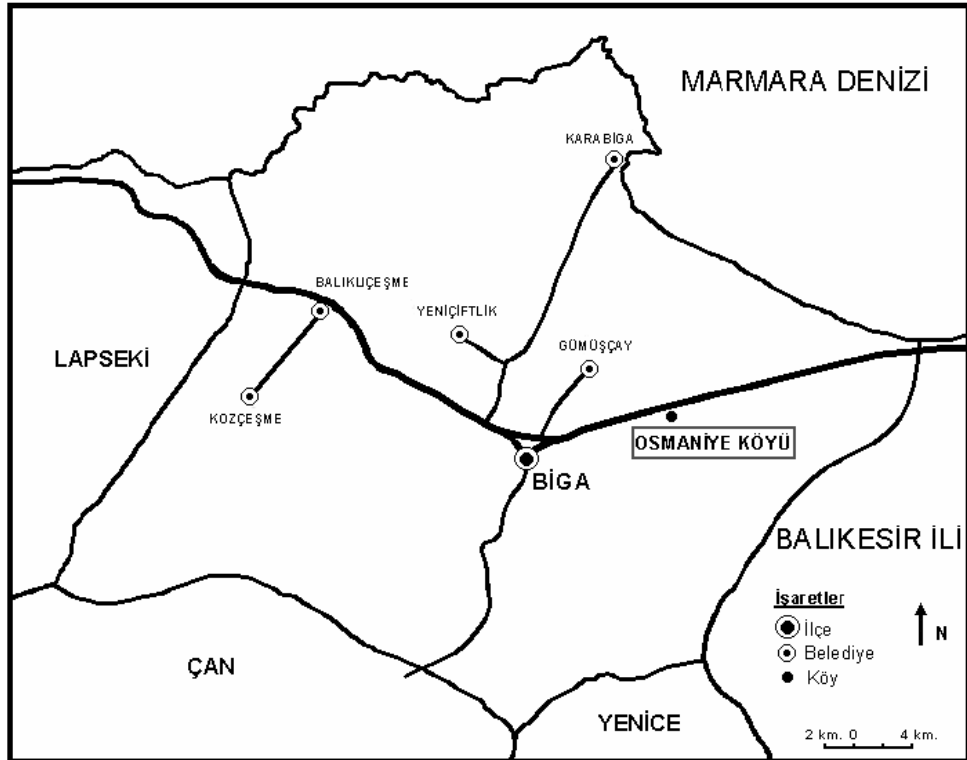 MARMARA DENİZİ
KARABİGA
BALIKLIÇEŞME
YENİÇİFTLİK
GÜMÜŞÇAY
LAPSEKİ
KOZÇEŞME
OSMANİYE KÖYÜ
BİGA
BALIKESİR İLİ
İşaretler
İlçe
N
Belediye
ÇAN
Köy
YENİCE
2 km. 0 4 km.